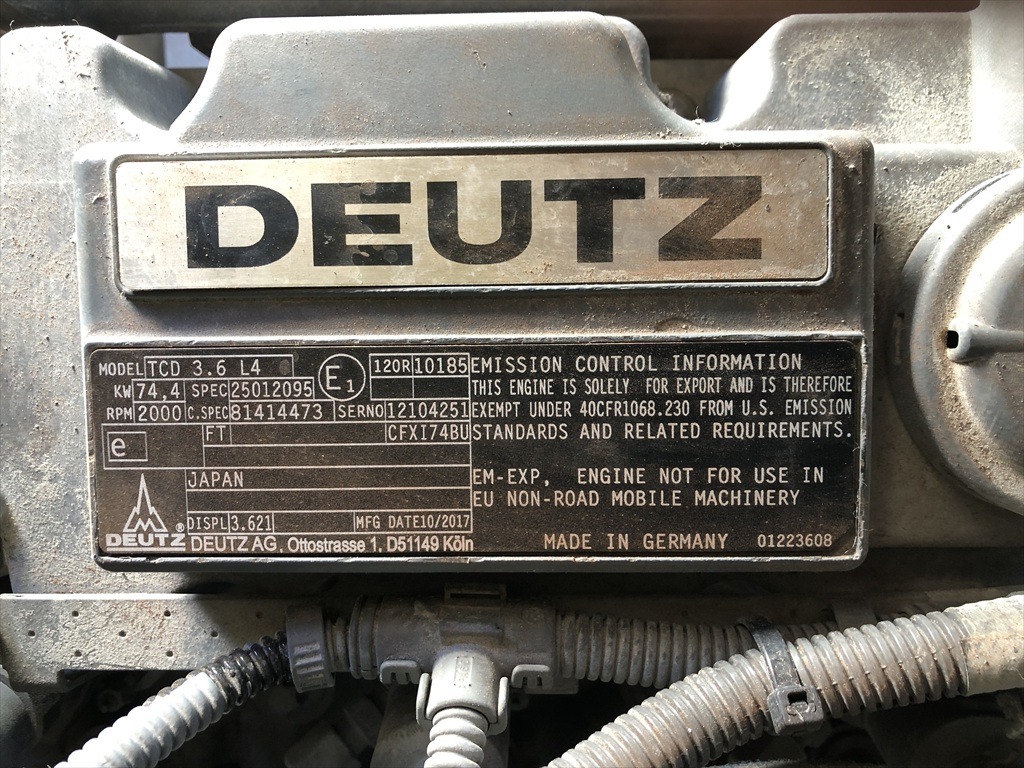 DEUTZ
MODEL TCD 3.6 L4
KW 74,4 SPEC 25012095 E1 120R 10185
RPM 2000 C.SPEC 81414473 SERNO 12104251
e FT CFXI74BU
JAPAN
DISPL 3.621 MFG DATE 10/2017
DEUTZ® DEUTZ AG, Ottostrasse 1, D51149 Köln
EMISSION CONTROL INFORMATION
THIS ENGINE IS SOLELY FOR EXPORT AND IS THEREFORE
EXEMPT UNDER 40CFR1068.230 FROM U.S. EMISSION
STANDARDS AND RELATED REQUIREMENTS.
EM-EXP, ENGINE NOT FOR USE IN
EU NON-ROAD MOBILE MACHINERY
MADE IN GERMANY 01223608